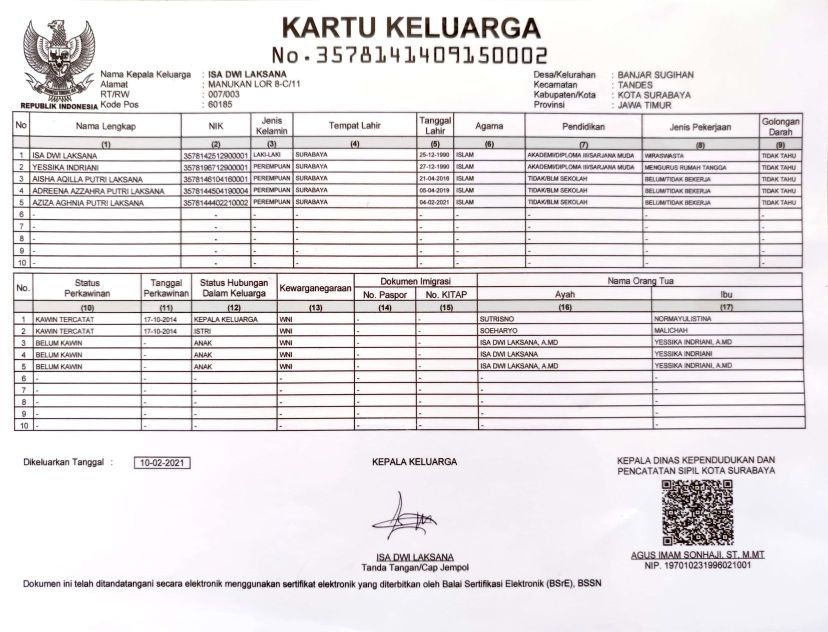 KARTU KELUARGA
No. 3578141409150002
REPUBLIK INDONESIA
Nama Kepala Keluarga : ISA DWI LAKSANA
Alamat : MANUKAN LOR 8-C/11
RT/RW : 007/003
Kode Pos : 60185
Desa/Kelurahan : BANJAR SUGIHAN
Kecamatan : TANDES
Kabupaten/Kota : KOTA SURABAYA
Provinsi : JAWA TIMUR
No Nama Lengkap NIK Jenis Kelamin Tempat Lahir Tanggal Lahir Agama Pendidikan Jenis Pekerjaan Golongan Darah
(1) (2) (3) (4) (5) (6) (7) (8) (9)
1 ISA DWI LAKSANA 3578142512900001 LAKI-LAKI SURABAYA 25-12-1990 ISLAM AKADEMI/DIPLOMA III/SARJANA MUDA WIRASWASTA TIDAK TAHU
2 YESSIKA INDRIANI 3578196712900001 PEREMPUAN SURABAYA 27-12-1990 ISLAM AKADEMI/DIPLOMA III/SARJANA MUDA MENGURUS RUMAH TANGGA TIDAK TAHU
3 AISHA AQILLA PUTRI LAKSANA 3578146104160001 PEREMPUAN SURABAYA 21-04-2016 ISLAM TIDAK/BLM SEKOLAH BELUM/TIDAK BEKERJA TIDAK TAHU
4 ADREENA AZZAHRA PUTRI LAKSANA 3578144504190004 PEREMPUAN SURABAYA 05-04-2019 ISLAM TIDAK/BLM SEKOLAH BELUM/TIDAK BEKERJA TIDAK TAHU
5 AZIZA AGHNIA PUTRI LAKSANA 3578144402210002 PEREMPUAN SURABAYA 04-02-2021 ISLAM TIDAK/BLM SEKOLAH BELUM/TIDAK BEKERJA TIDAK TAHU
6 - - - - - - - - -
7 - - - - - - - - -
8 - - - - - - - - -
9 - - - - - - - - -
10 - - - - - - - - -
No. Status Perkawinan Tanggal Perkawinan Status Hubungan Dalam Keluarga Kewarganegaraan Dokumen Imigrasi Nama Orang Tua
No. Paspor No. KITAP Ayah Ibu
(10) (11) (12) (13) (14) (15) (16) (17)
1 KAWIN TERCATAT 17-10-2014 KEPALA KELUARGA WNI - - SUTRISNO NORMAYULISTINA
2 KAWIN TERCATAT 17-10-2014 ISTRI WNI - - SOEHARYO MALICHAH
3 BELUM KAWIN - ANAK WNI - - ISA DWI LAKSANA, A.MD YESSIKA INDRIANI, A.MD
4 BELUM KAWIN - ANAK WNI - - ISA DWI LAKSANA YESSIKA INDRIANI
5 BELUM KAWIN - ANAK WNI - - ISA DWI LAKSANA, A.MD YESSIKA INDRIANI, A.MD
6 - - - - - - - -
7 - - - - - - - -
8 - - - - - - - -
9 - - - - - - - -
10 - - - - - - - -
Dikeluarkan Tanggal : 10-02-2021
KEPALA KELUARGA
ISA DWI LAKSANA
Tanda Tangan/Cap Jempol
KEPALA DINAS KEPENDUDUKAN DAN
PENCATATAN SIPIL KOTA SURABAYA
AGUS IMAM SONHAJI, ST. M.MT
NIP. 197010231996021001
Dokumen ini telah ditandatangani secara elektronik menggunakan sertifikat elektronik yang diterbitkan oleh Balai Sertifikasi Elektronik (BSrE), BSSN